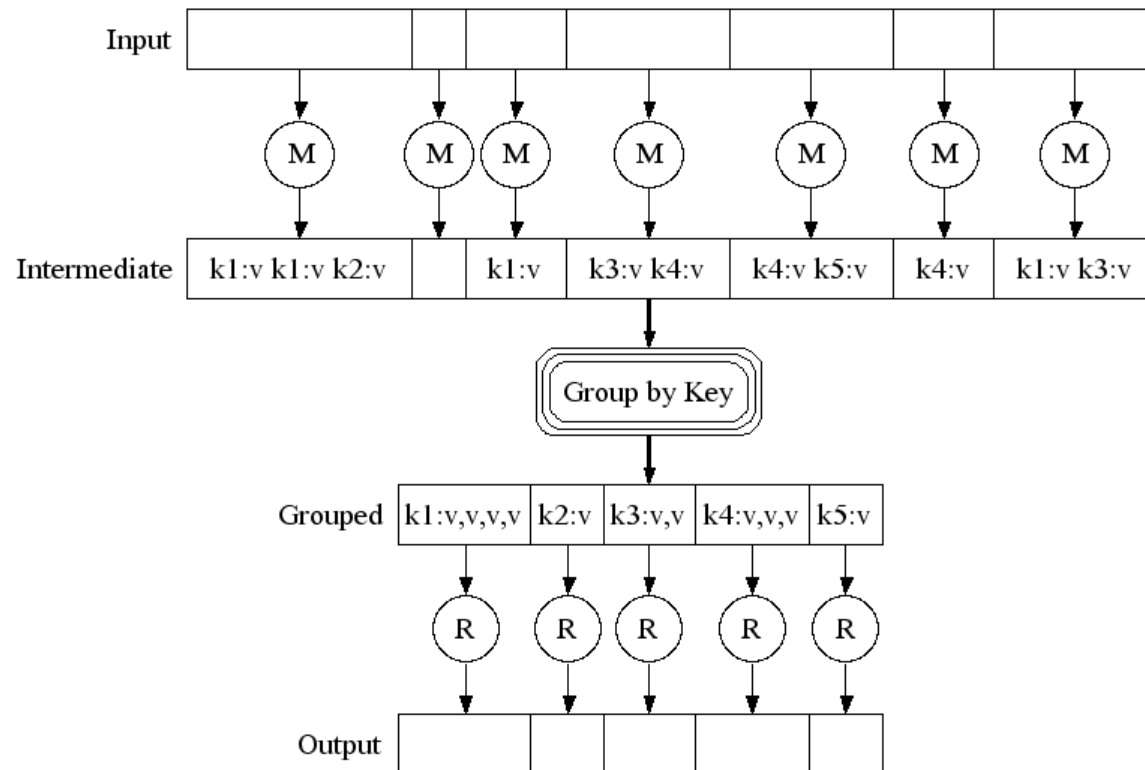 Input
M M M M M M M
Intermediate k1:v k1:v k2:v k1:v k3:v k4:v k4:v k5:v k4:v k1:v k3:v
Group by Key
Grouped k1:v,v,v,v k2:v k3:v,v k4:v,v,v k5:v
R R R R R
Output